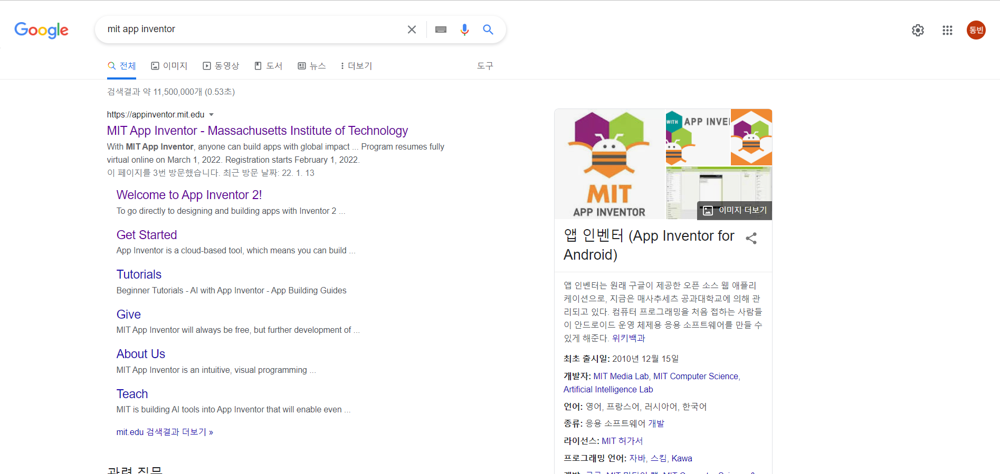 Google
mit app inventor
동빈
전체
이미지
동영상
도서
뉴스
더보기
도구
검색결과 약 11,500,000개 (0.53초)
https://appinventor.mit.edu
MIT App Inventor - Massachusetts Institute of Technology
With MIT App Inventor, anyone can build apps with global impact ... Program resumes fully
virtual online on March 1, 2022. Registration starts February 1, 2022.
이 페이지를 3번 방문했습니다. 최근 방문 날짜: 22. 1. 13
Welcome to App Inventor 2!
To go directly to designing and building apps with Inventor 2 ...
Get Started
App Inventor is a cloud-based tool, which means you can build ...
Tutorials
Beginner Tutorials - AI with App Inventor - App Building Guides
Give
MIT App Inventor will always be free, but further development of ...
About Us
MIT App Inventor is an intuitive, visual programming ...
Teach
MIT is building AI tools into App Inventor that will enable even ...
mit.edu 검색결과 더보기 »
관련 질문
MIT
APP INVENTOR
WITH APP INVE
이미지 더보기
앱 인벤터 (App Inventor for
Android)
앱 인벤터는 원래 구글이 제공한 오픈 소스 웹 애플리
케이션으로, 지금은 매사추세츠 공과대학교에 의해 관
리되고 있다. 컴퓨터 프로그래밍을 처음 접하는 사람들
이 안드로이드 운영 체제용 응용 소프트웨어를 만들 수
있게 해준다. 위키백과
최초 출시일: 2010년 12월 15일
개발자: MIT Media Lab, MIT Computer Science,
Artificial Intelligence Lab
언어: 영어, 프랑스어, 러시아어, 한국어
종류: 응용 소프트웨어 개발
라이선스: MIT 허가서
프로그래밍 언어: 자바, 스킴, Kawa
개발: 구글, MIT 미디어 랩, MIT Computer Science &